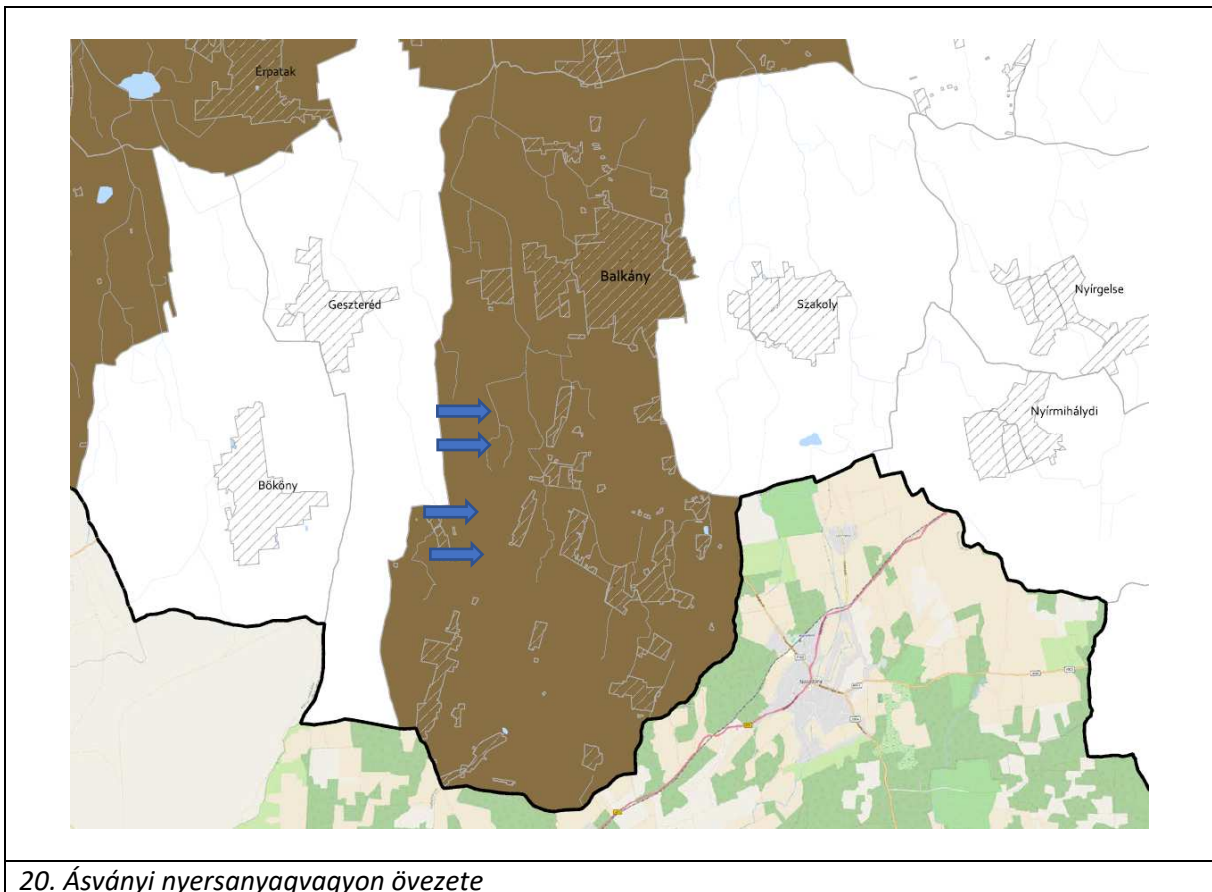 Érpatak
Balkány
Geszteréd
Szakoly
Nyírgelse
Nyírmihálydi
Bököny
20. Ásványi nyersanyagvagyon övezete